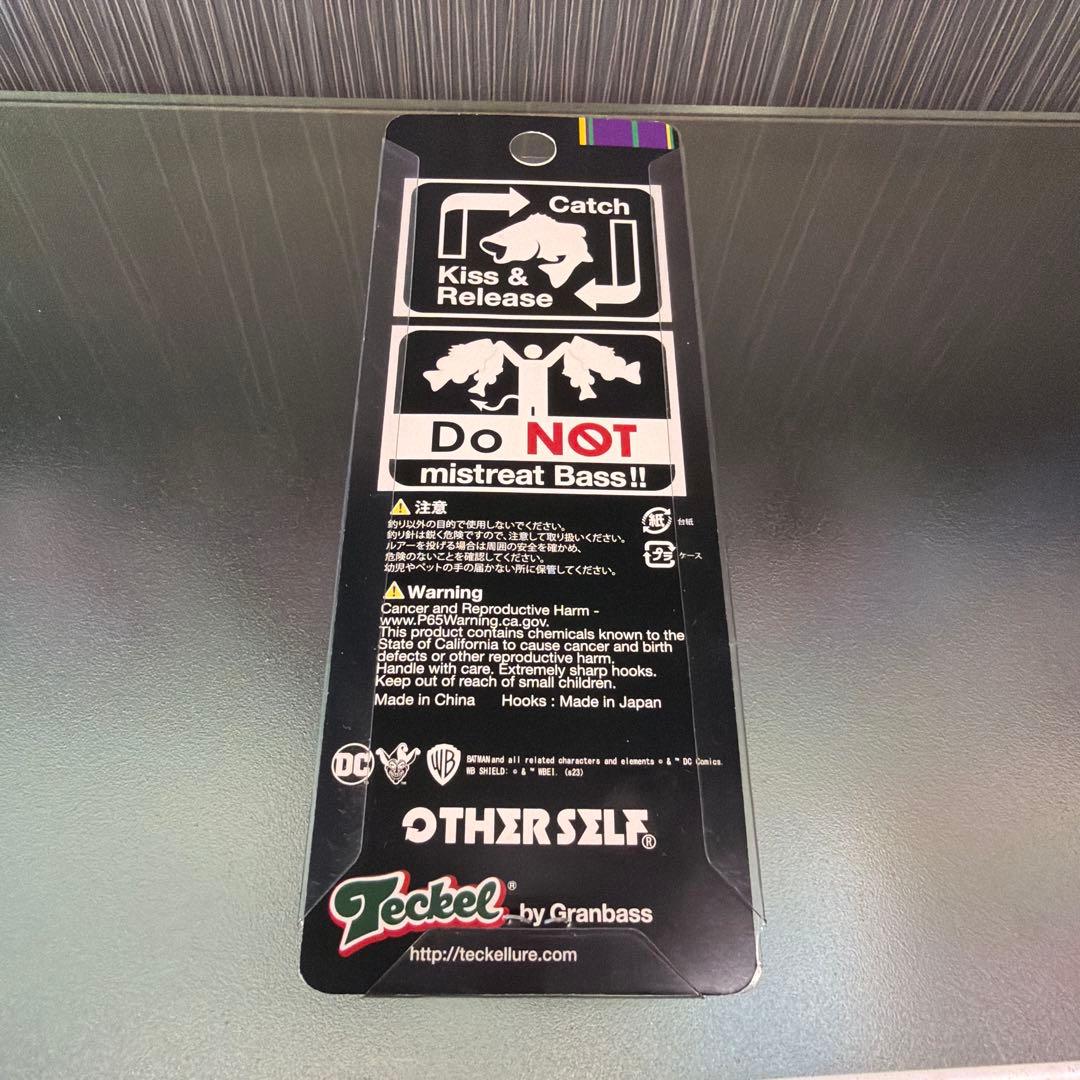 Catch
Kiss &
Release
Do NOT
mistreat Bass!!
注意
釣り以外の目的で使用しないでください。
釣り針は鋭く危険ですので、注意して取り扱いください。
ルアーを投げる場合は周囲の安全を確かめ、
危険のないことを確認してください。
幼児やペットの手の届かない所に保管してください。
紙 台紙
プラ ケース
Warning
Cancer and Reproductive Harm -
www.P65Warning.ca.gov.
This product contains chemicals known to the
State of California to cause cancer and birth
defects or other reproductive harm.
Handle with care. Extremely sharp hooks.
Keep out of reach of small children.
Made in China Hooks : Made in Japan
DC WB BATMAN and all related characters and elements © & ™ DC Comics.
WB SHIELD: © & ™ WBEI. (s23)
OTHERSELF®
Teckel® by Granbass
http://teckellure.com